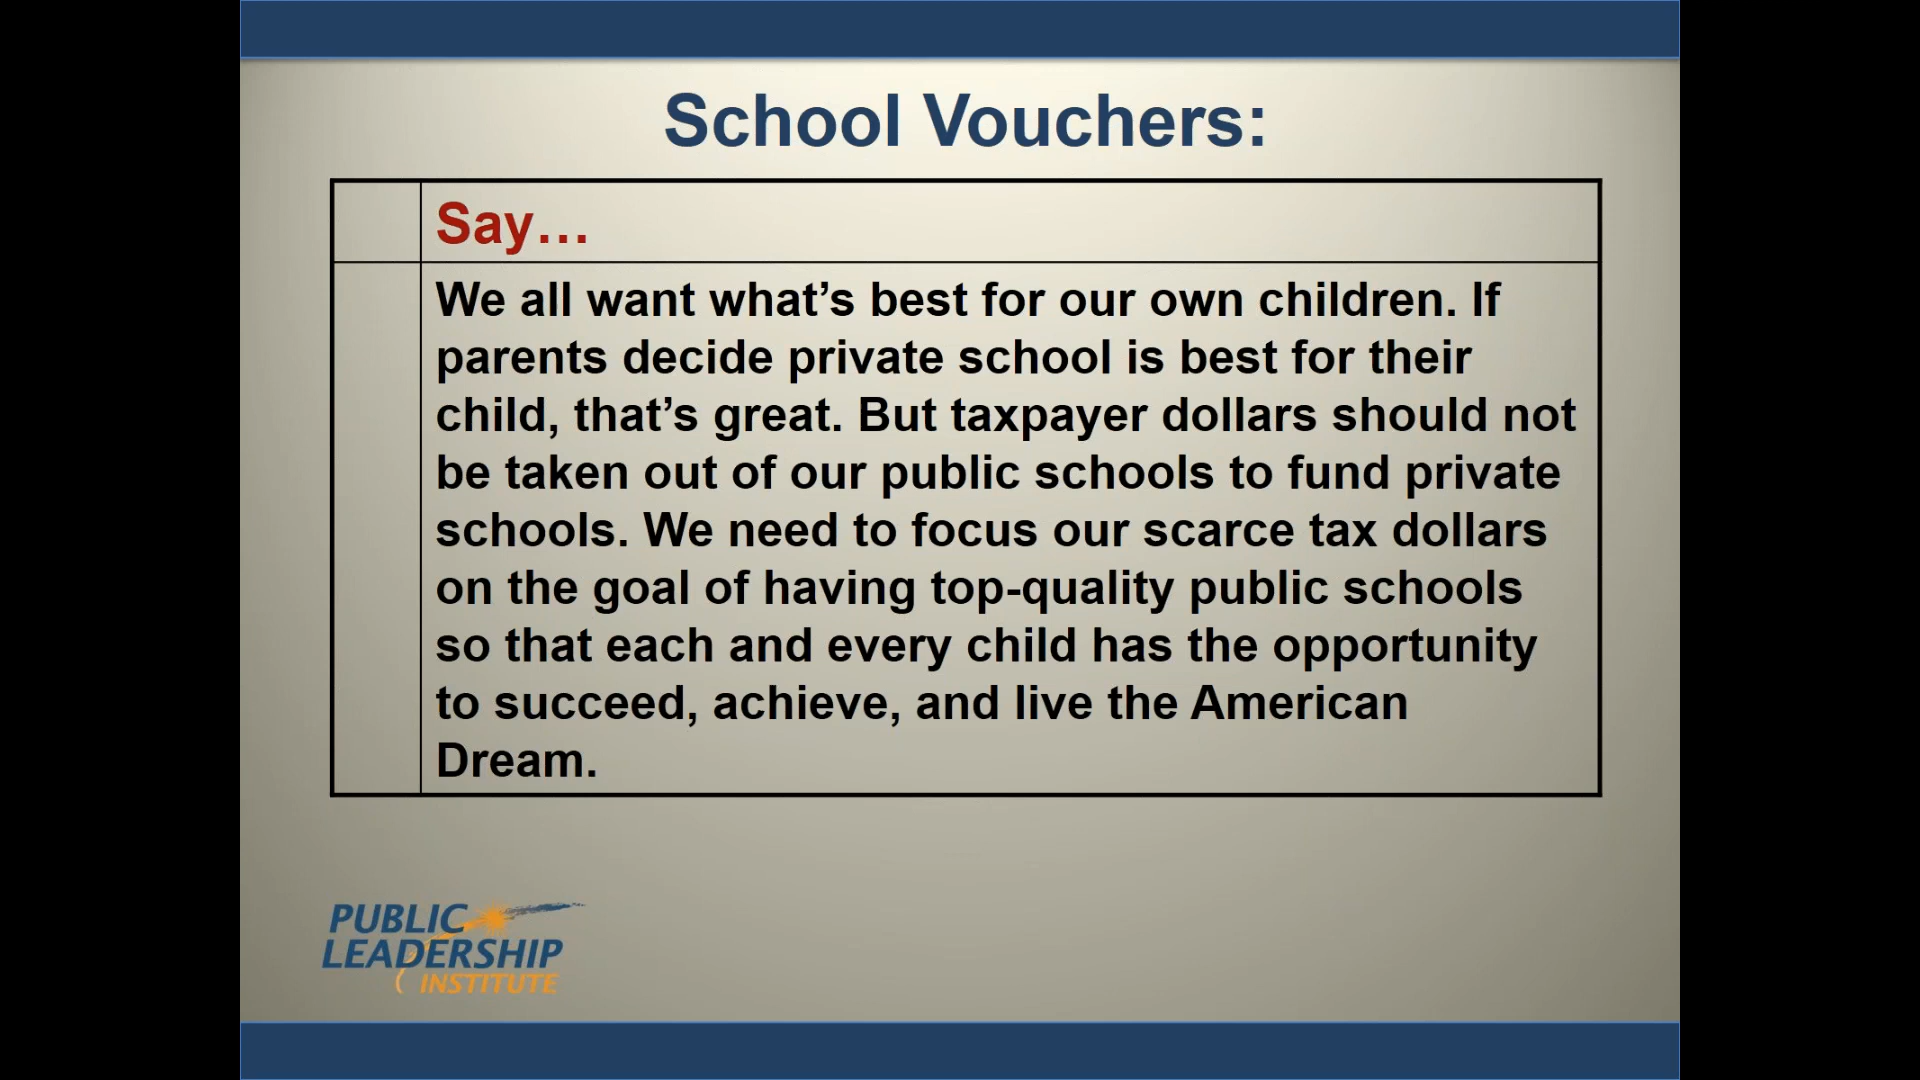 School Vouchers:
Say…
We all want what’s best for our own children. If
parents decide private school is best for their
child, that’s great. But taxpayer dollars should not
be taken out of our public schools to fund private
schools. We need to focus our scarce tax dollars
on the goal of having top-quality public schools
so that each and every child has the opportunity
to succeed, achieve, and live the American
Dream.
PUBLIC
LEADERSHIP
INSTITUTE